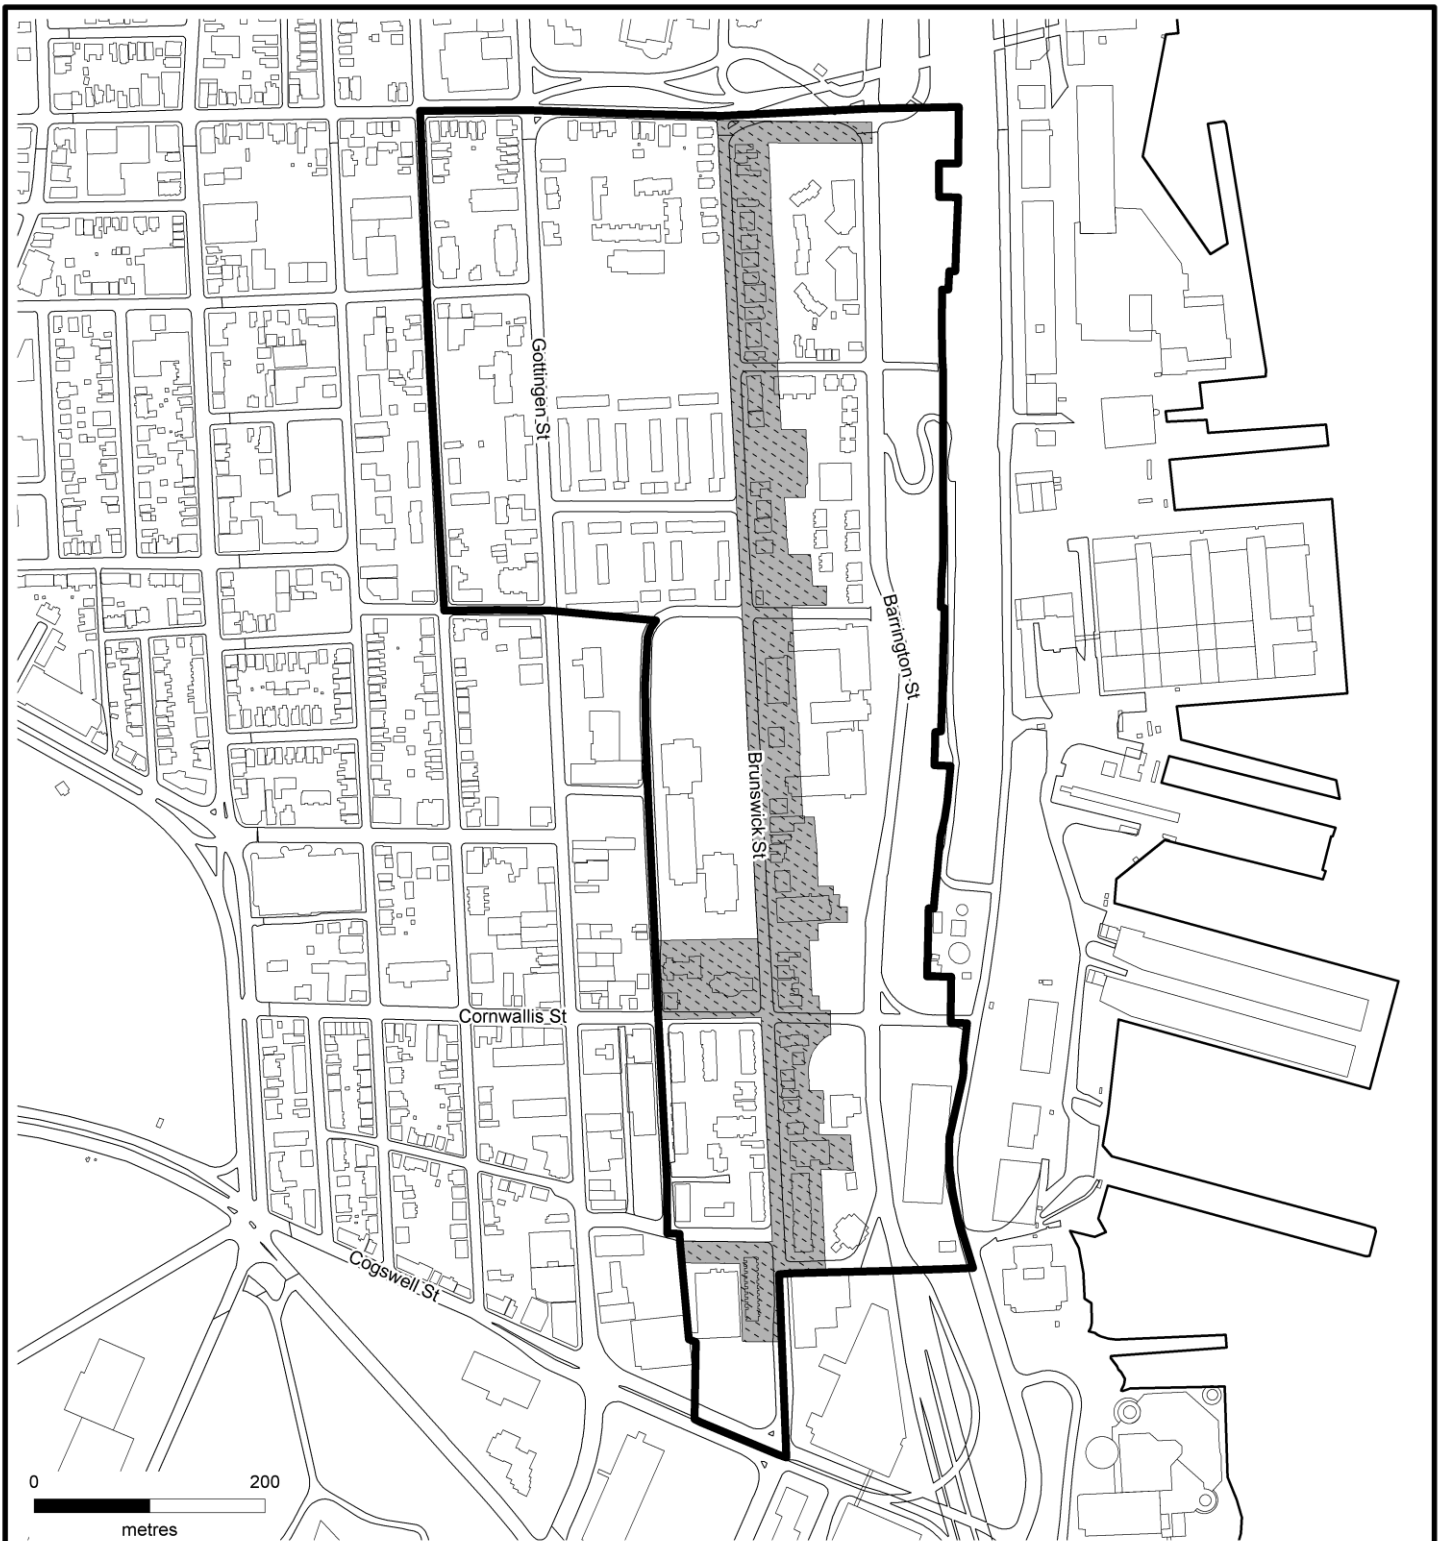 Gottingen St
Barrington St
Brunswick St
Cornwallis St
Cogswell St
0 200
metres